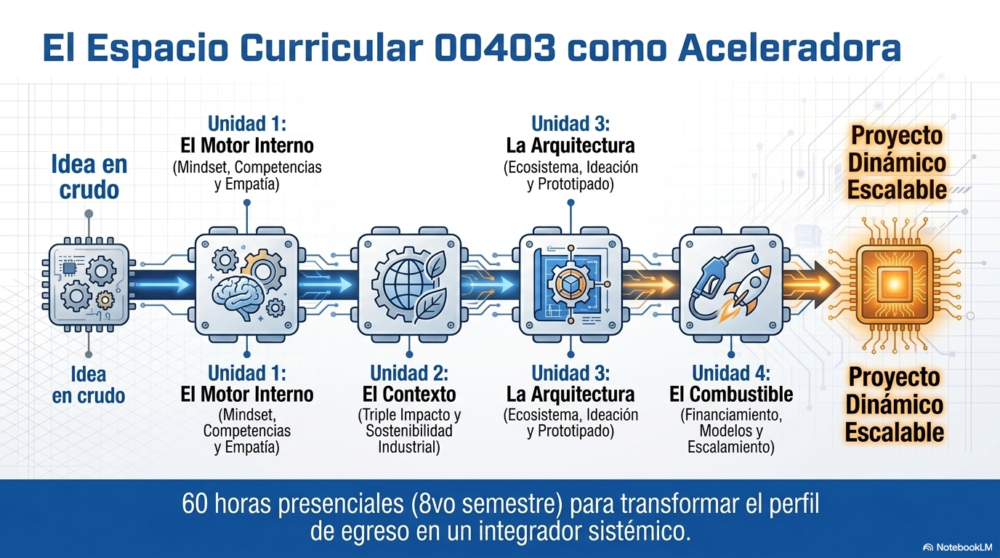 El Espacio Curricular 00403 como Aceleradora
Idea en
crudo
Unidad 1:
El Motor Interno
(Mindset, Competencias
y Empatía)
Unidad 3:
La Arquitectura
(Ecosistema, Ideación
y Prototipado)
Proyecto
Dinámico
Escalable
Idea
en crudo
Unidad 1:
El Motor Interno
(Mindset,
Competencias
y Empatía)
Unidad 2:
El Contexto
(Triple Impacto y
Sostenibilidad
Industrial)
Unidad 3:
La Arquitectura
(Ecosistema, Ideación
y Prototipado)
Unidad 4:
El Combustible
(Financiamiento,
Modelos y
Escalamiento)
Proyecto
Dinámico
Escalable
60 horas presenciales (8vo semestre) para transformar el perfil
de egreso en un integrador sistémico.
NotebookLM